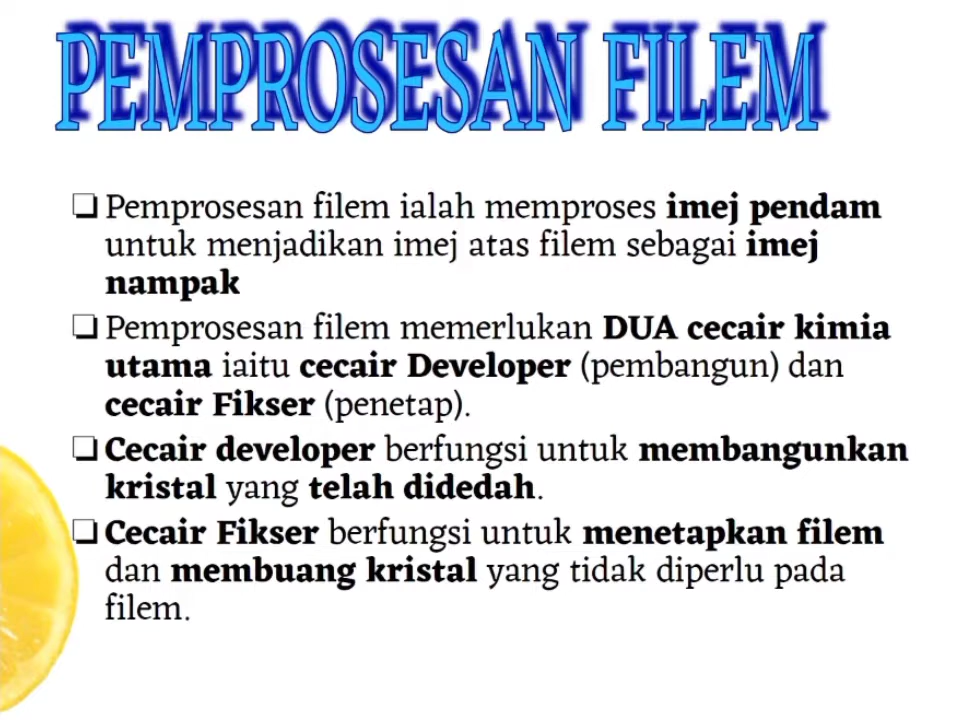 PEMPROSESAN FILEM
❑ Pemprosesan filem ialah memproses imej pendam
untuk menjadikan imej atas filem sebagai imej
nampak
❑ Pemprosesan filem memerlukan DUA cecair kimia
utama iaitu cecair Developer (pembangun) dan
cecair Fikser (penetap).
❑ Cecair developer berfungsi untuk membangunkan
kristal yang telah didedah.
❑ Cecair Fikser berfungsi untuk menetapkan filem
dan membuang kristal yang tidak diperlu pada
filem.